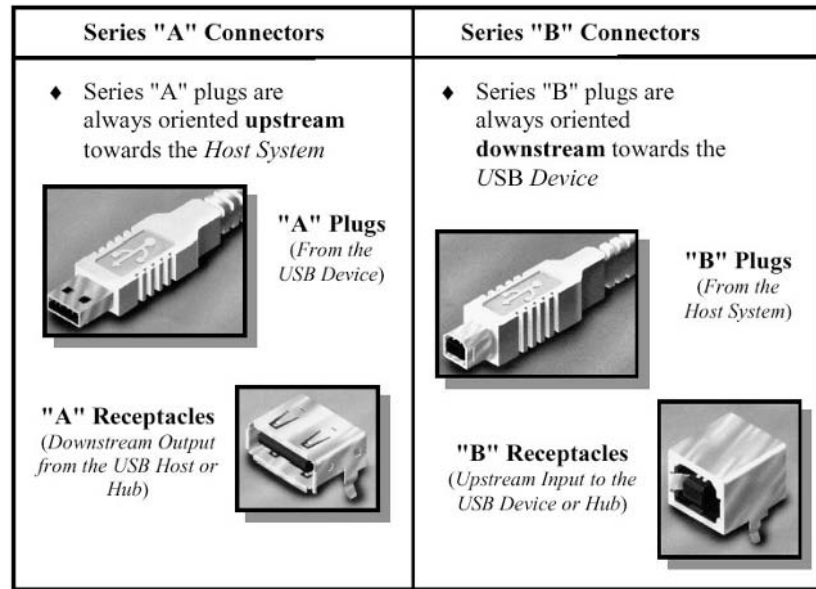 Series "A" Connectors
♦ Series "A" plugs are
always oriented upstream
towards the Host System
"A" Plugs
(From the
USB Device)
"A" Receptacles
(Downstream Output
from the USB Host or
Hub)
Series "B" Connectors
♦ Series "B" plugs are
always oriented
downstream towards the
USB Device
"B" Plugs
(From the
Host System)
"B" Receptacles
(Upstream Input to the
USB Device or Hub)